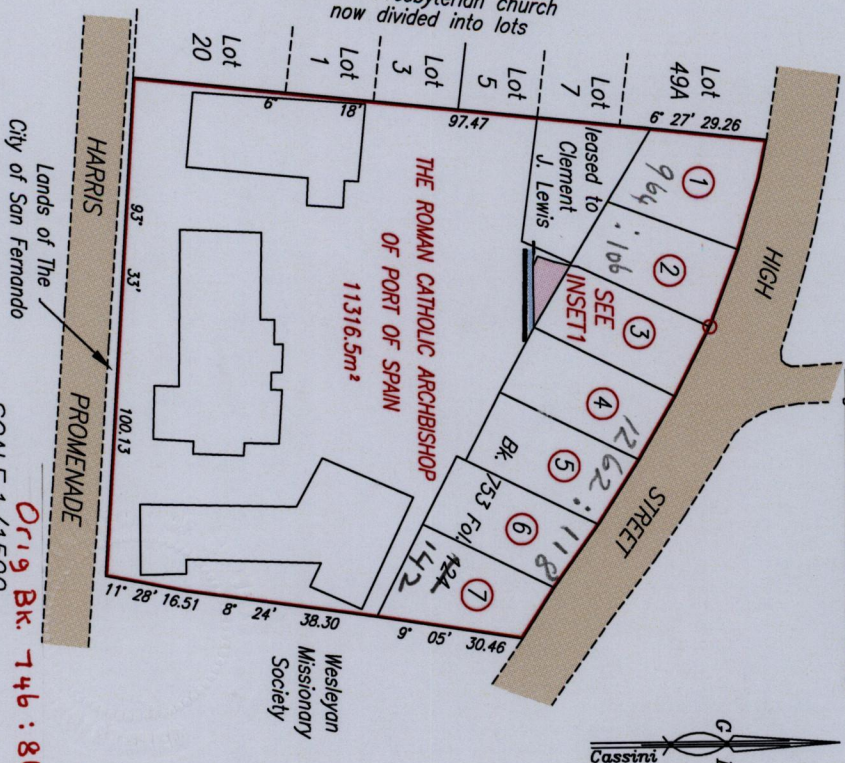 now divided into lots
Lot
20
Lot
1
Lot
3
Lot
5
Lot
7
Lot
49A
6'
18'
97.47
6° 27' 29.26
leased to
Clement
J. Lewis
1
964 : 106
2
3
SEE
INSET1
4
1262 : 118
5
Bk.
753 Fol.
6
7
124
142
HIGH
STREET
THE ROMAN CATHOLIC ARCHBISHOP
OF PORT OF SPAIN
11316.5m²
HARRIS
PROMENADE
93°
33'
100.13
Lands of The
City of San Fernando
11° 28' 16.51
8° 24'
38.30
9° 05' 30.46
Wesleyan
Missionary
Society
G
Cassini
Orig Bk. 746 :